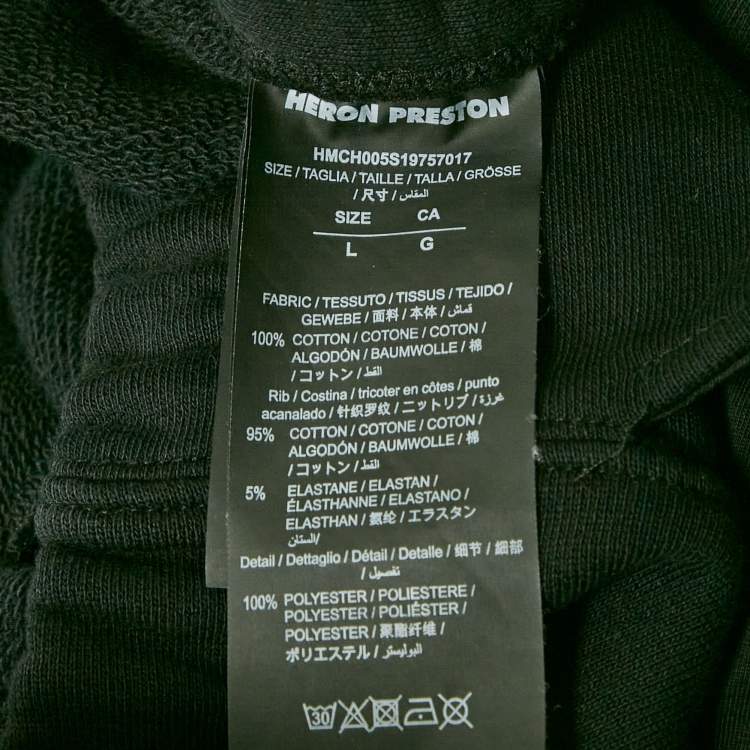 HERON PRESTON
HMCH005S19757017
SIZE / TAGLIA / TAILLE / TALLA / GRÖSSE
/ 尺寸 / المقاس
SIZE CA
L G
FABRIC / TESSUTO / TISSUS / TEJIDO /
GEWEBE / 面料 / 本体 / قماش
100% COTTON / COTONE / COTON /
ALGODÓN / BAUMWOLLE / 棉
/ コットン / القط
Rib / Costina / tricoter en côtes / punto
acanalado / 针织罗纹 / ニットリブ / غرزة
95% COTTON / COTONE / COTON /
ALGODÓN / BAUMWOLLE / 棉
/ コットン / القط
5% ELASTANE / ELASTAN /
ÉLASTHANNE / ELASTANO /
ELASTHAN / 氨纶 / エラスタン
/ الستان
Detail / Dettaglio / Détail / Detalle / 细节 / 細部
/ تفصيل
100% POLYESTER / POLIESTERE /
POLYESTER / POLIÉSTER /
POLYESTER / 聚酯纤维 /
ポリエステル / البوليستر
30